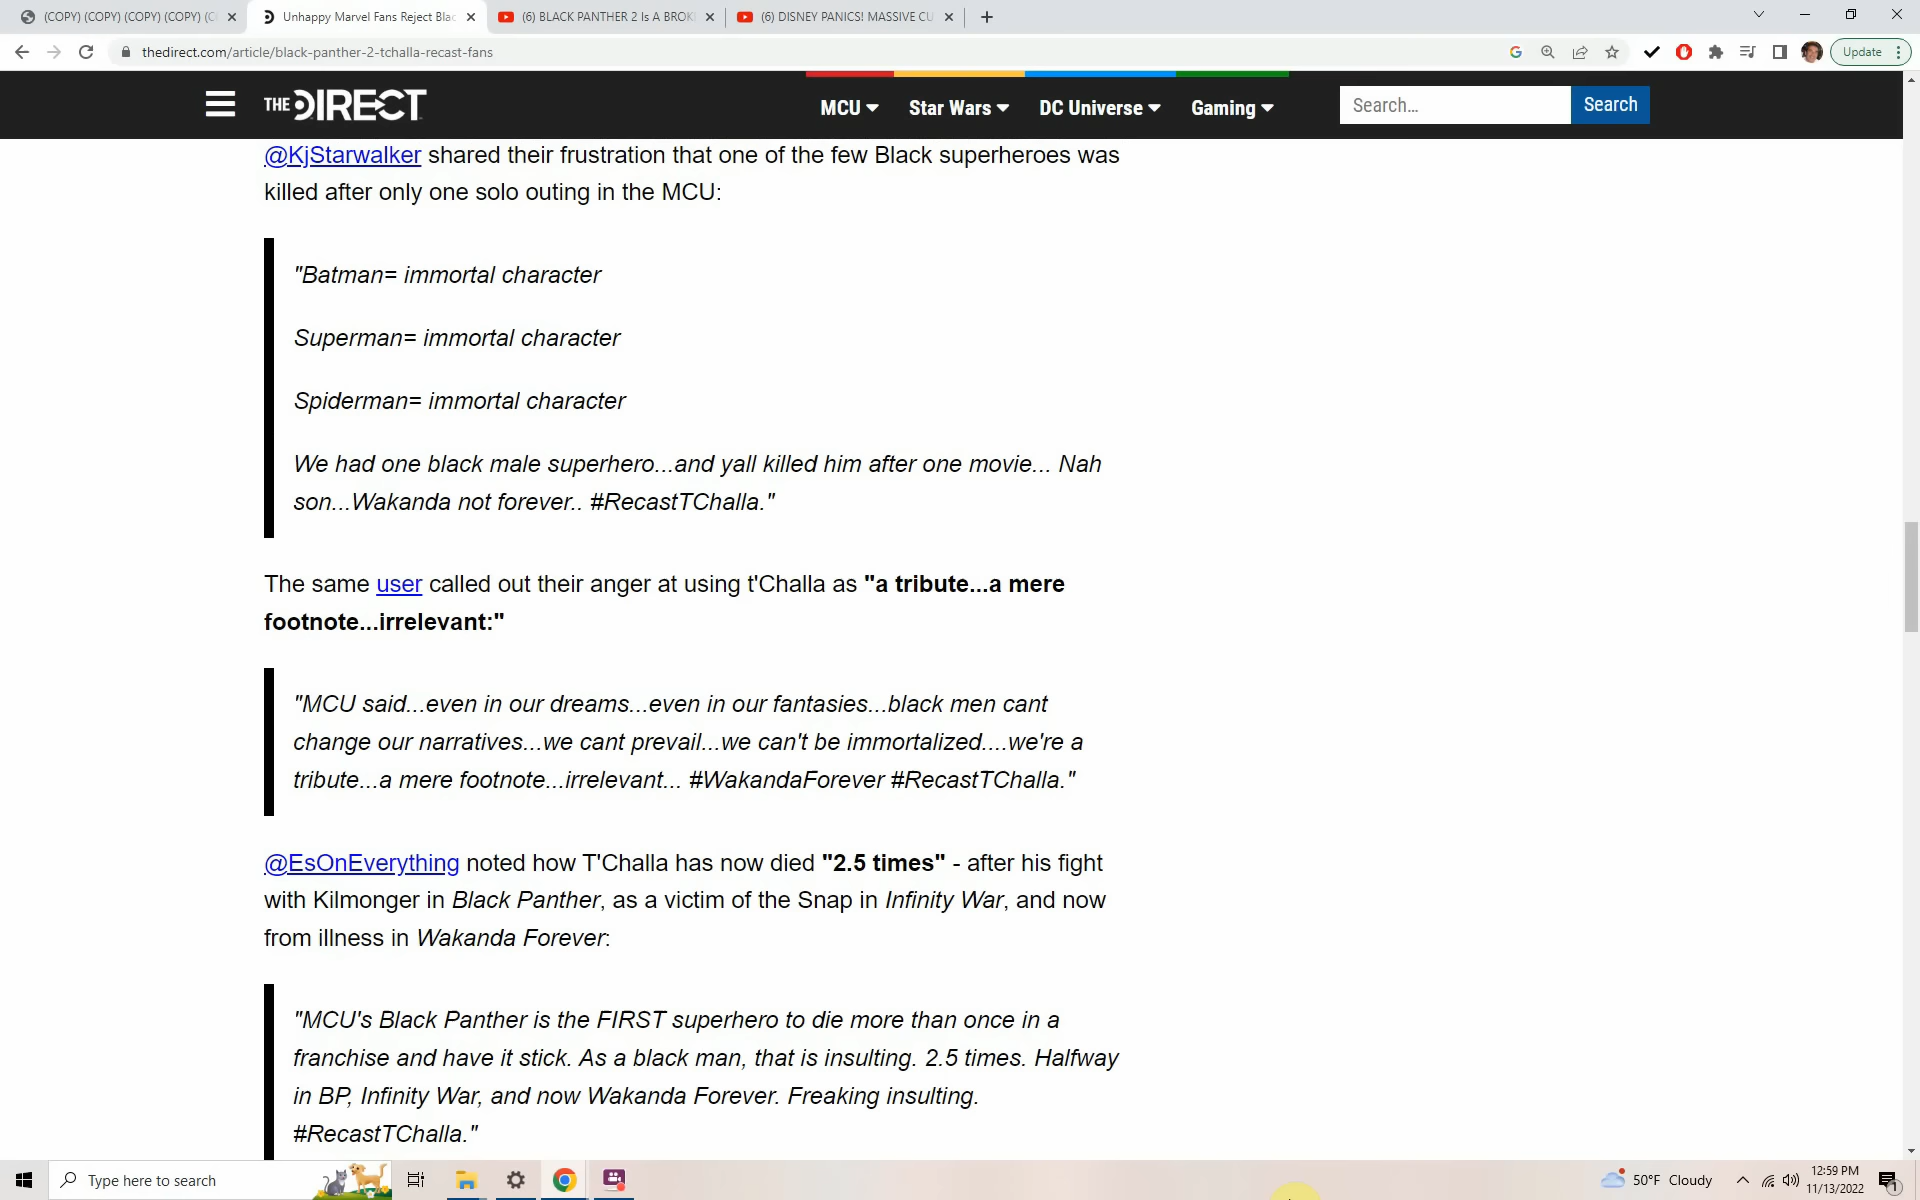 (COPY) (COPY) (COPY) (COPY) (C
Unhappy Marvel Fans Reject Blac
(6) BLACK PANTHER 2 Is A BROK
(6) DISNEY PANICS! MASSIVE CU
thedirect.com/article/black-panther-2-tchalla-recast-fans
Update
THE DIRECT
MCU
Star Wars
DC Universe
Gaming
Search...
Search
@KjStarwalker shared their frustration that one of the few Black superheroes was
killed after only one solo outing in the MCU:
"Batman= immortal character
Superman= immortal character
Spiderman= immortal character
We had one black male superhero...and yall killed him after one movie... Nah
son...Wakanda not forever.. #RecastTChalla."
The same user called out their anger at using t'Challa as "a tribute...a mere
footnote...irrelevant:"
"MCU said...even in our dreams...even in our fantasies...black men cant
change our narratives...we cant prevail...we can't be immortalized....we're a
tribute...a mere footnote...irrelevant... #WakandaForever #RecastTChalla."
@EsOnEverything noted how T'Challa has now died "2.5 times" - after his fight
with Kilmonger in Black Panther, as a victim of the Snap in Infinity War, and now
from illness in Wakanda Forever:
"MCU's Black Panther is the FIRST superhero to die more than once in a
franchise and have it stick. As a black man, that is insulting. 2.5 times. Halfway
in BP, Infinity War, and now Wakanda Forever. Freaking insulting.
#RecastTChalla."
Type here to search
50°F Cloudy
12:59 PM
11/13/2022
1